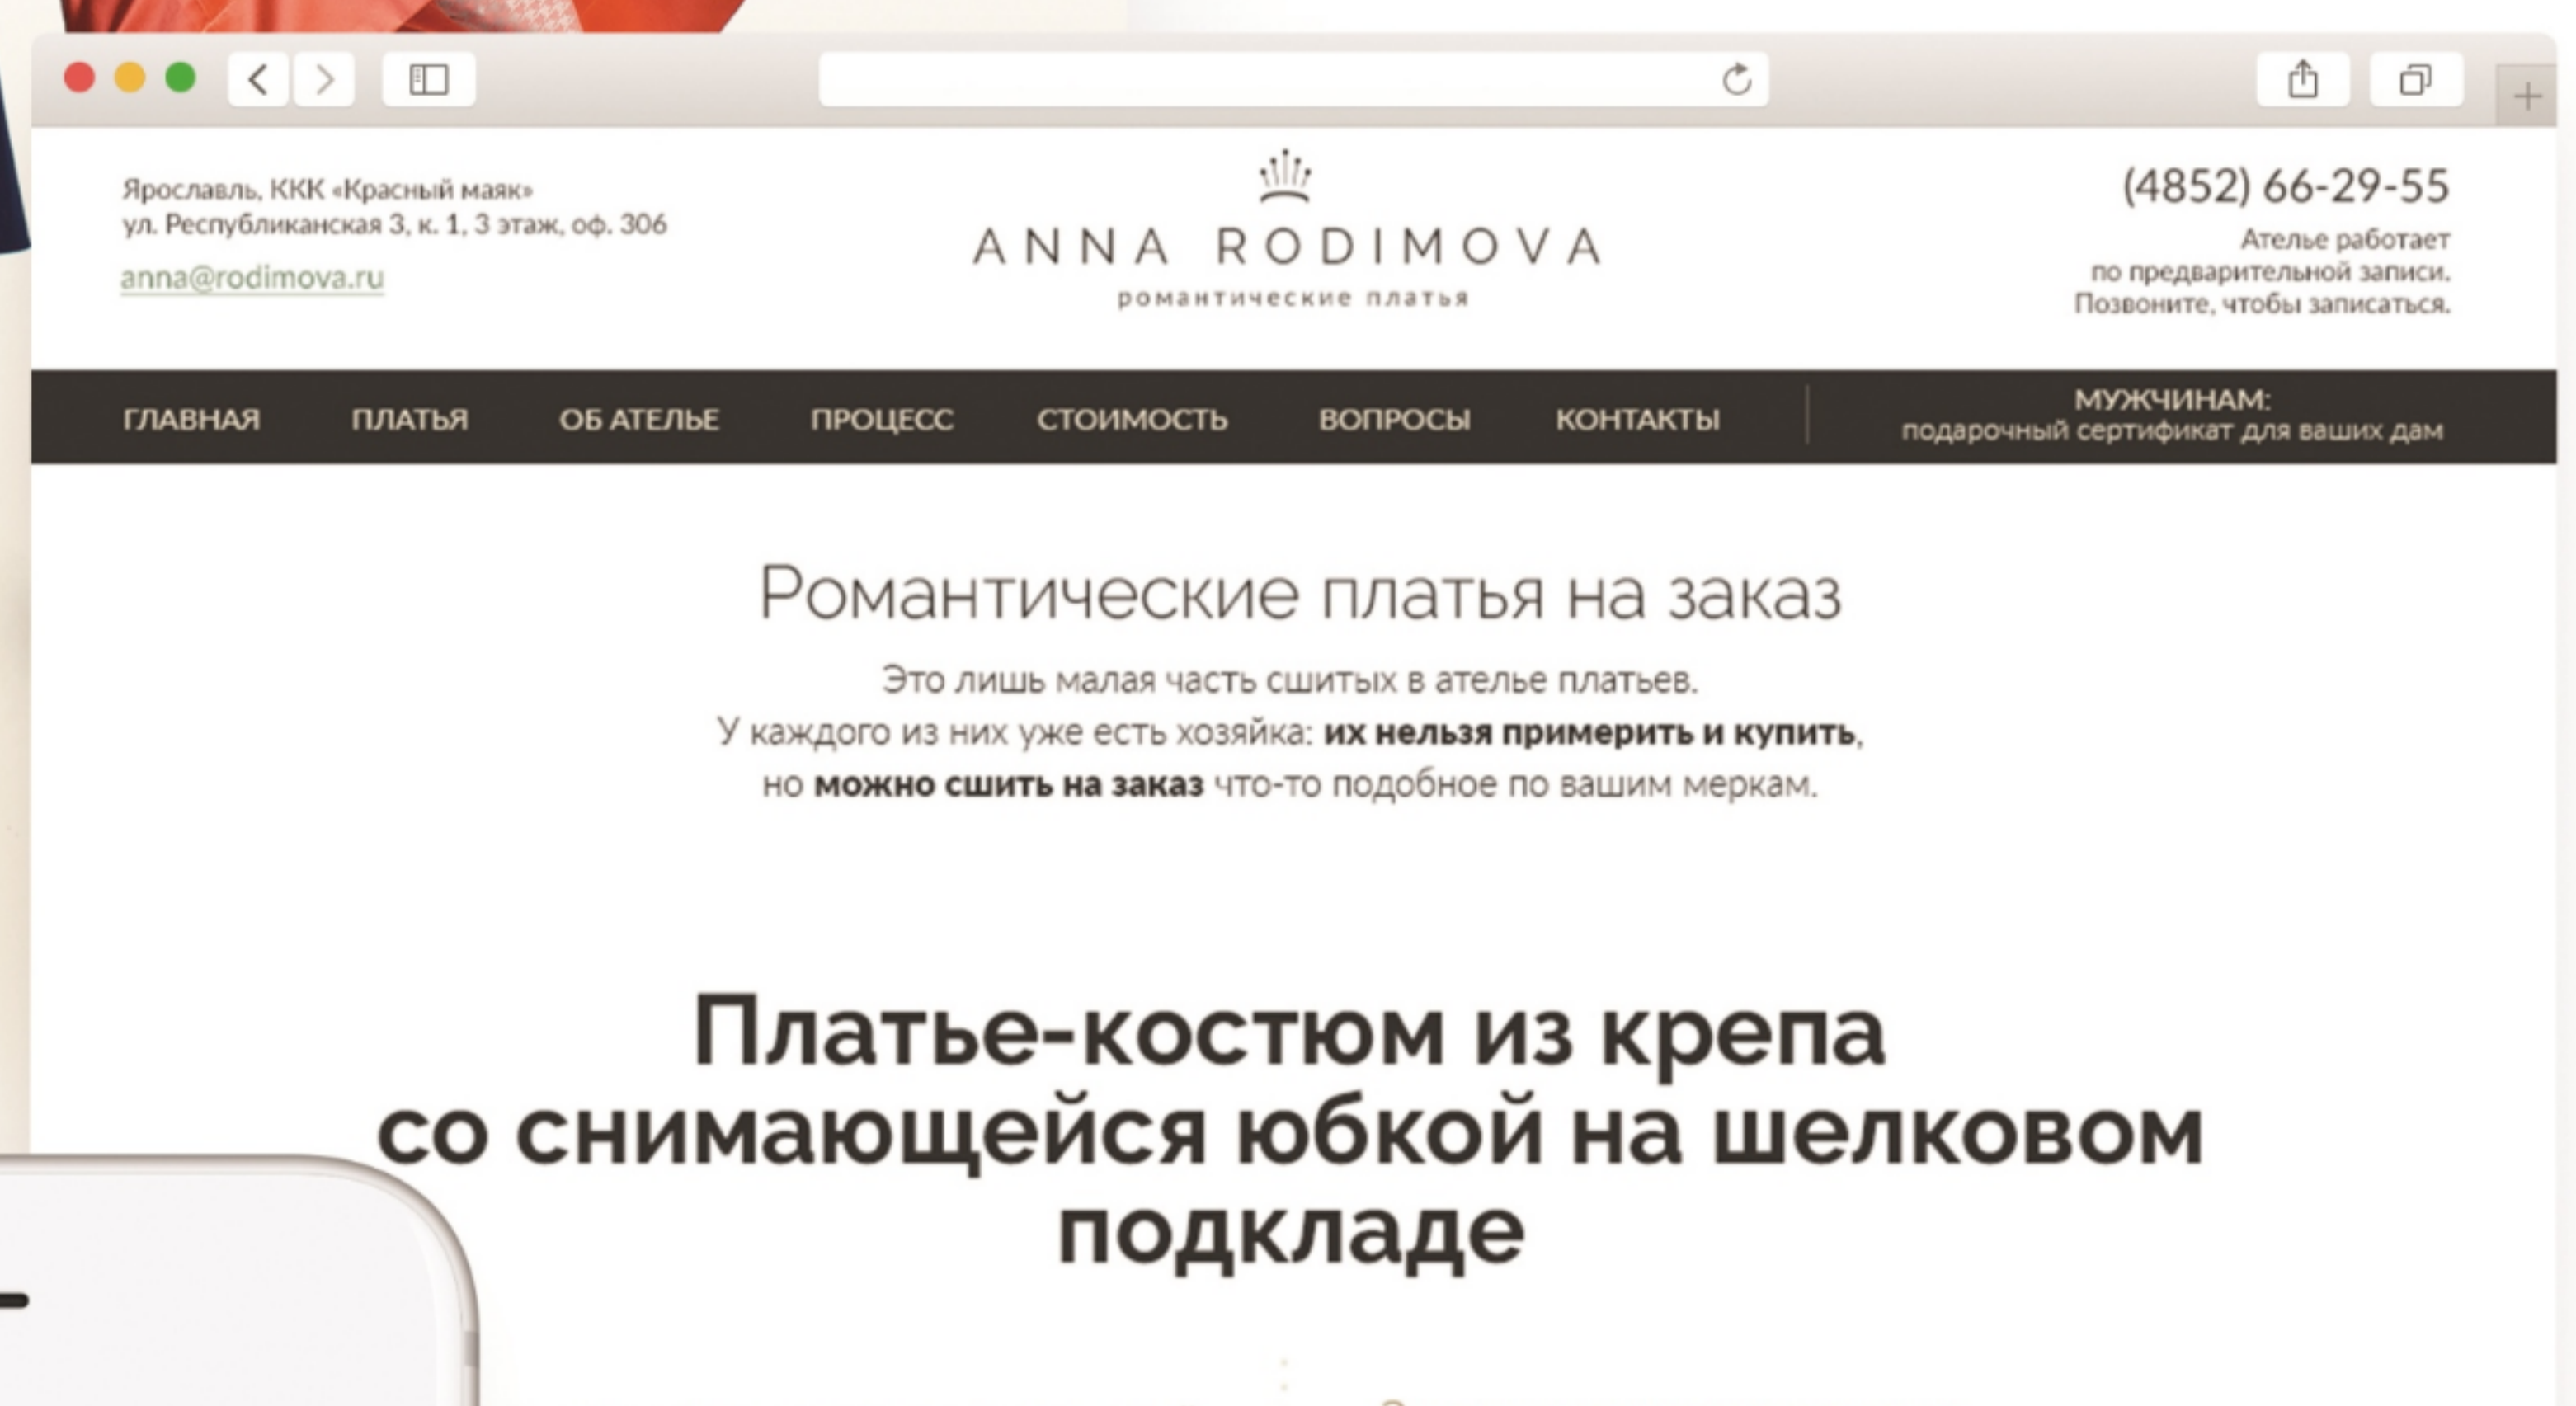 Ярославль, ККК «Красный маяк»
ул. Республиканская 3, к. 1, 3 этаж, оф. 306
anna@rodimova.ru
ANNA RODIMOVA
романтические платья
(4852) 66-29-55
Ателье работает
по предварительной записи.
Позвоните, чтобы записаться.
ГЛАВНАЯ ПЛАТЬЯ ОБ АТЕЛЬЕ ПРОЦЕСС СТОИМОСТЬ ВОПРОСЫ КОНТАКТЫ
МУЖЧИНАМ:
подарочный сертификат для ваших дам
Романтические платья на заказ
Это лишь малая часть сшитых в ателье платьев.
У каждого из них уже есть хозяйка: их нельзя примерить и купить,
но можно сшить на заказ что-то подобное по вашим меркам.
Платье-костюм из крепа
со снимающейся юбкой на шелковом
подкладе